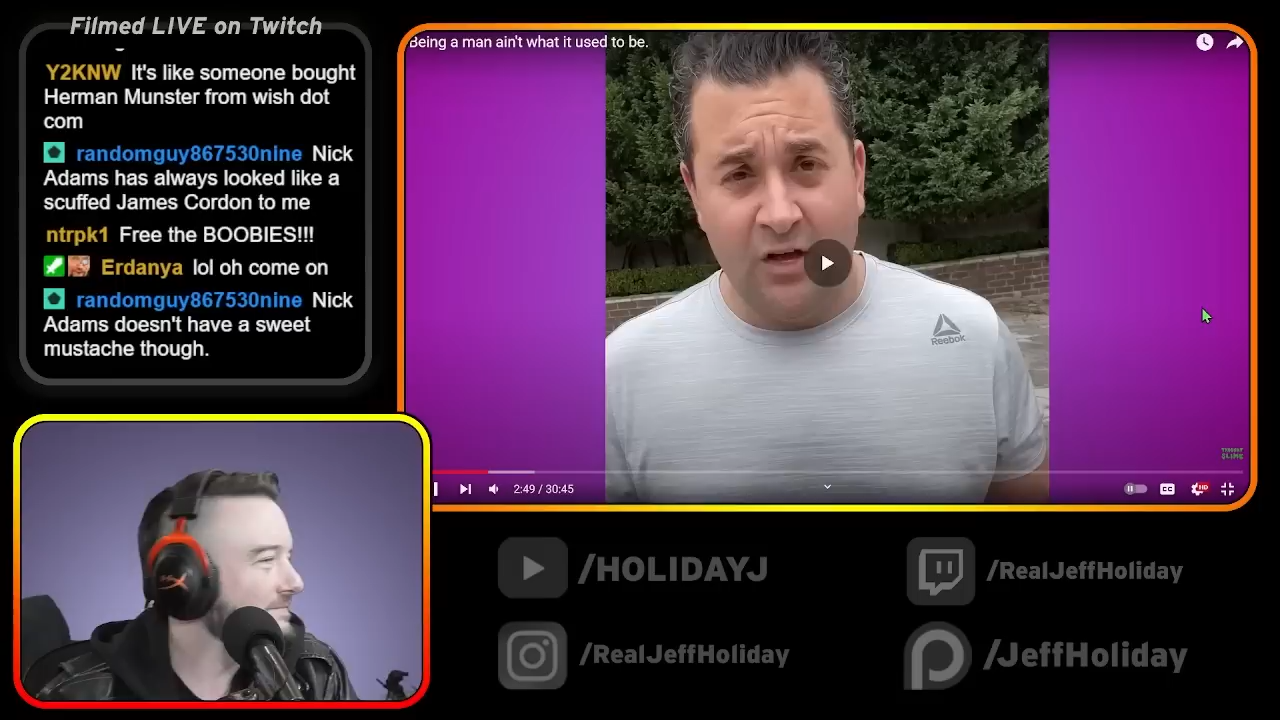 Filmed LIVE on Twitch
Y2KNW It's like someone bought
Herman Munster from wish dot
com
randomguy867530nine Nick
Adams has always looked like a
scuffed James Cordon to me
ntrpk1 Free the BOOBIES!!!
Erdanya lol oh come on
randomguy867530nine Nick
Adams doesn't have a sweet
mustache though.
Being a man ain't what it used to be.
Reebok
2:49 / 30:45
CC
HD
/HOLIDAYJ
/RealJeffHoliday
/RealJeffHoliday
/JeffHoliday